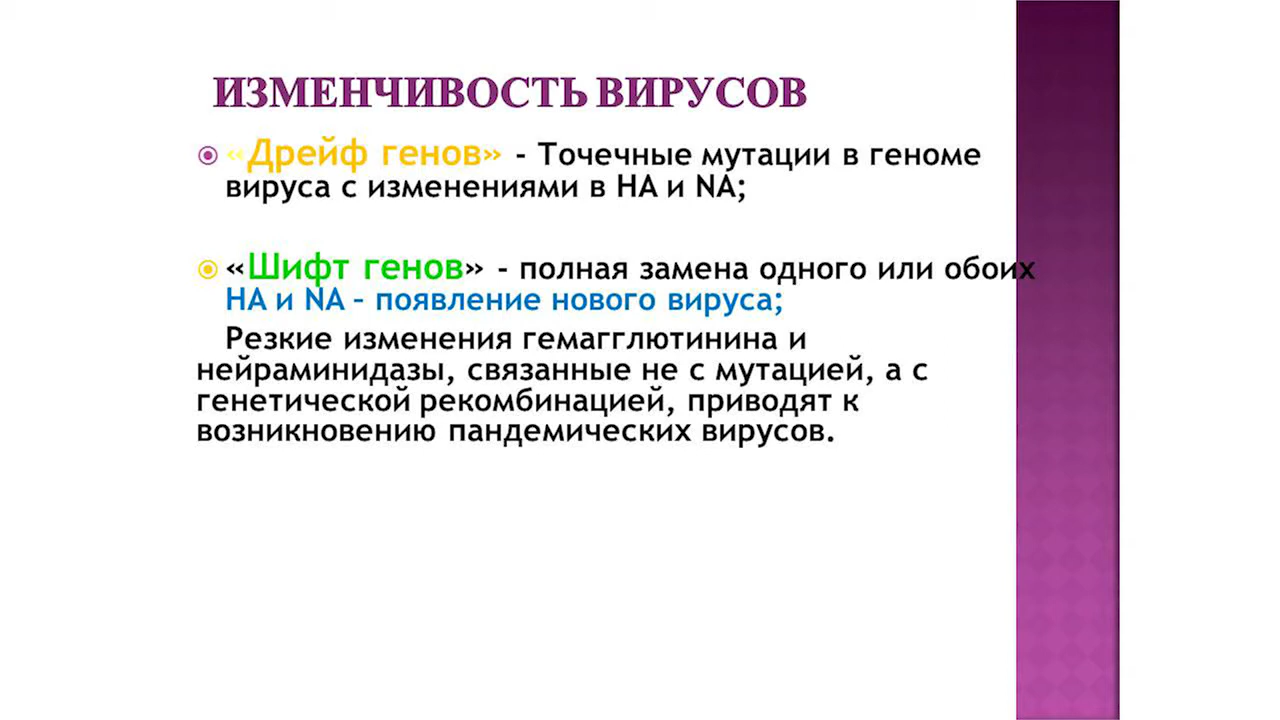 ИЗМЕНЧИВОСТЬ ВИРУСОВ
«Дрейф генов» - Точечные мутации в геноме
вируса с изменениями в НА и NA;
«Шифт генов» - полная замена одного или обоих
НА и NA – появление нового вируса;
Резкие изменения гемагглютинина и
нейраминидазы, связанные не с мутацией, а с
генетической рекомбинацией, приводят к
возникновению пандемических вирусов.